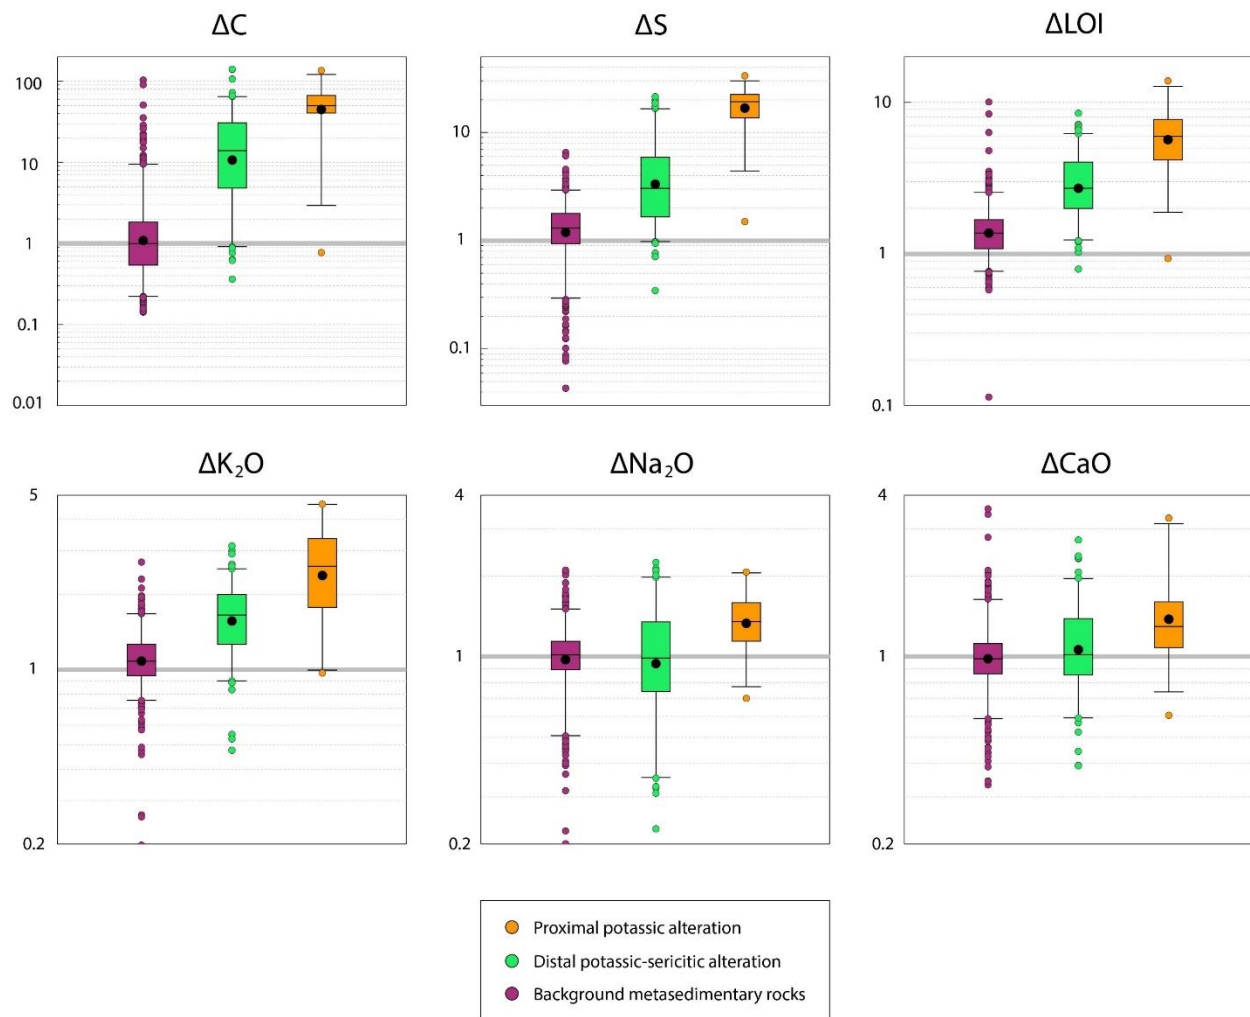 ΔC
ΔS
ΔLOI
100
10
1
0.1
0.01
10
1
0.1
10
1
0.1
ΔK₂O
ΔNa₂O
ΔCaO
5
1
0.2
4
1
0.2
4
1
0.2
Proximal potassic alteration
Distal potassic-sericitic alteration
Background metasedimentary rocks